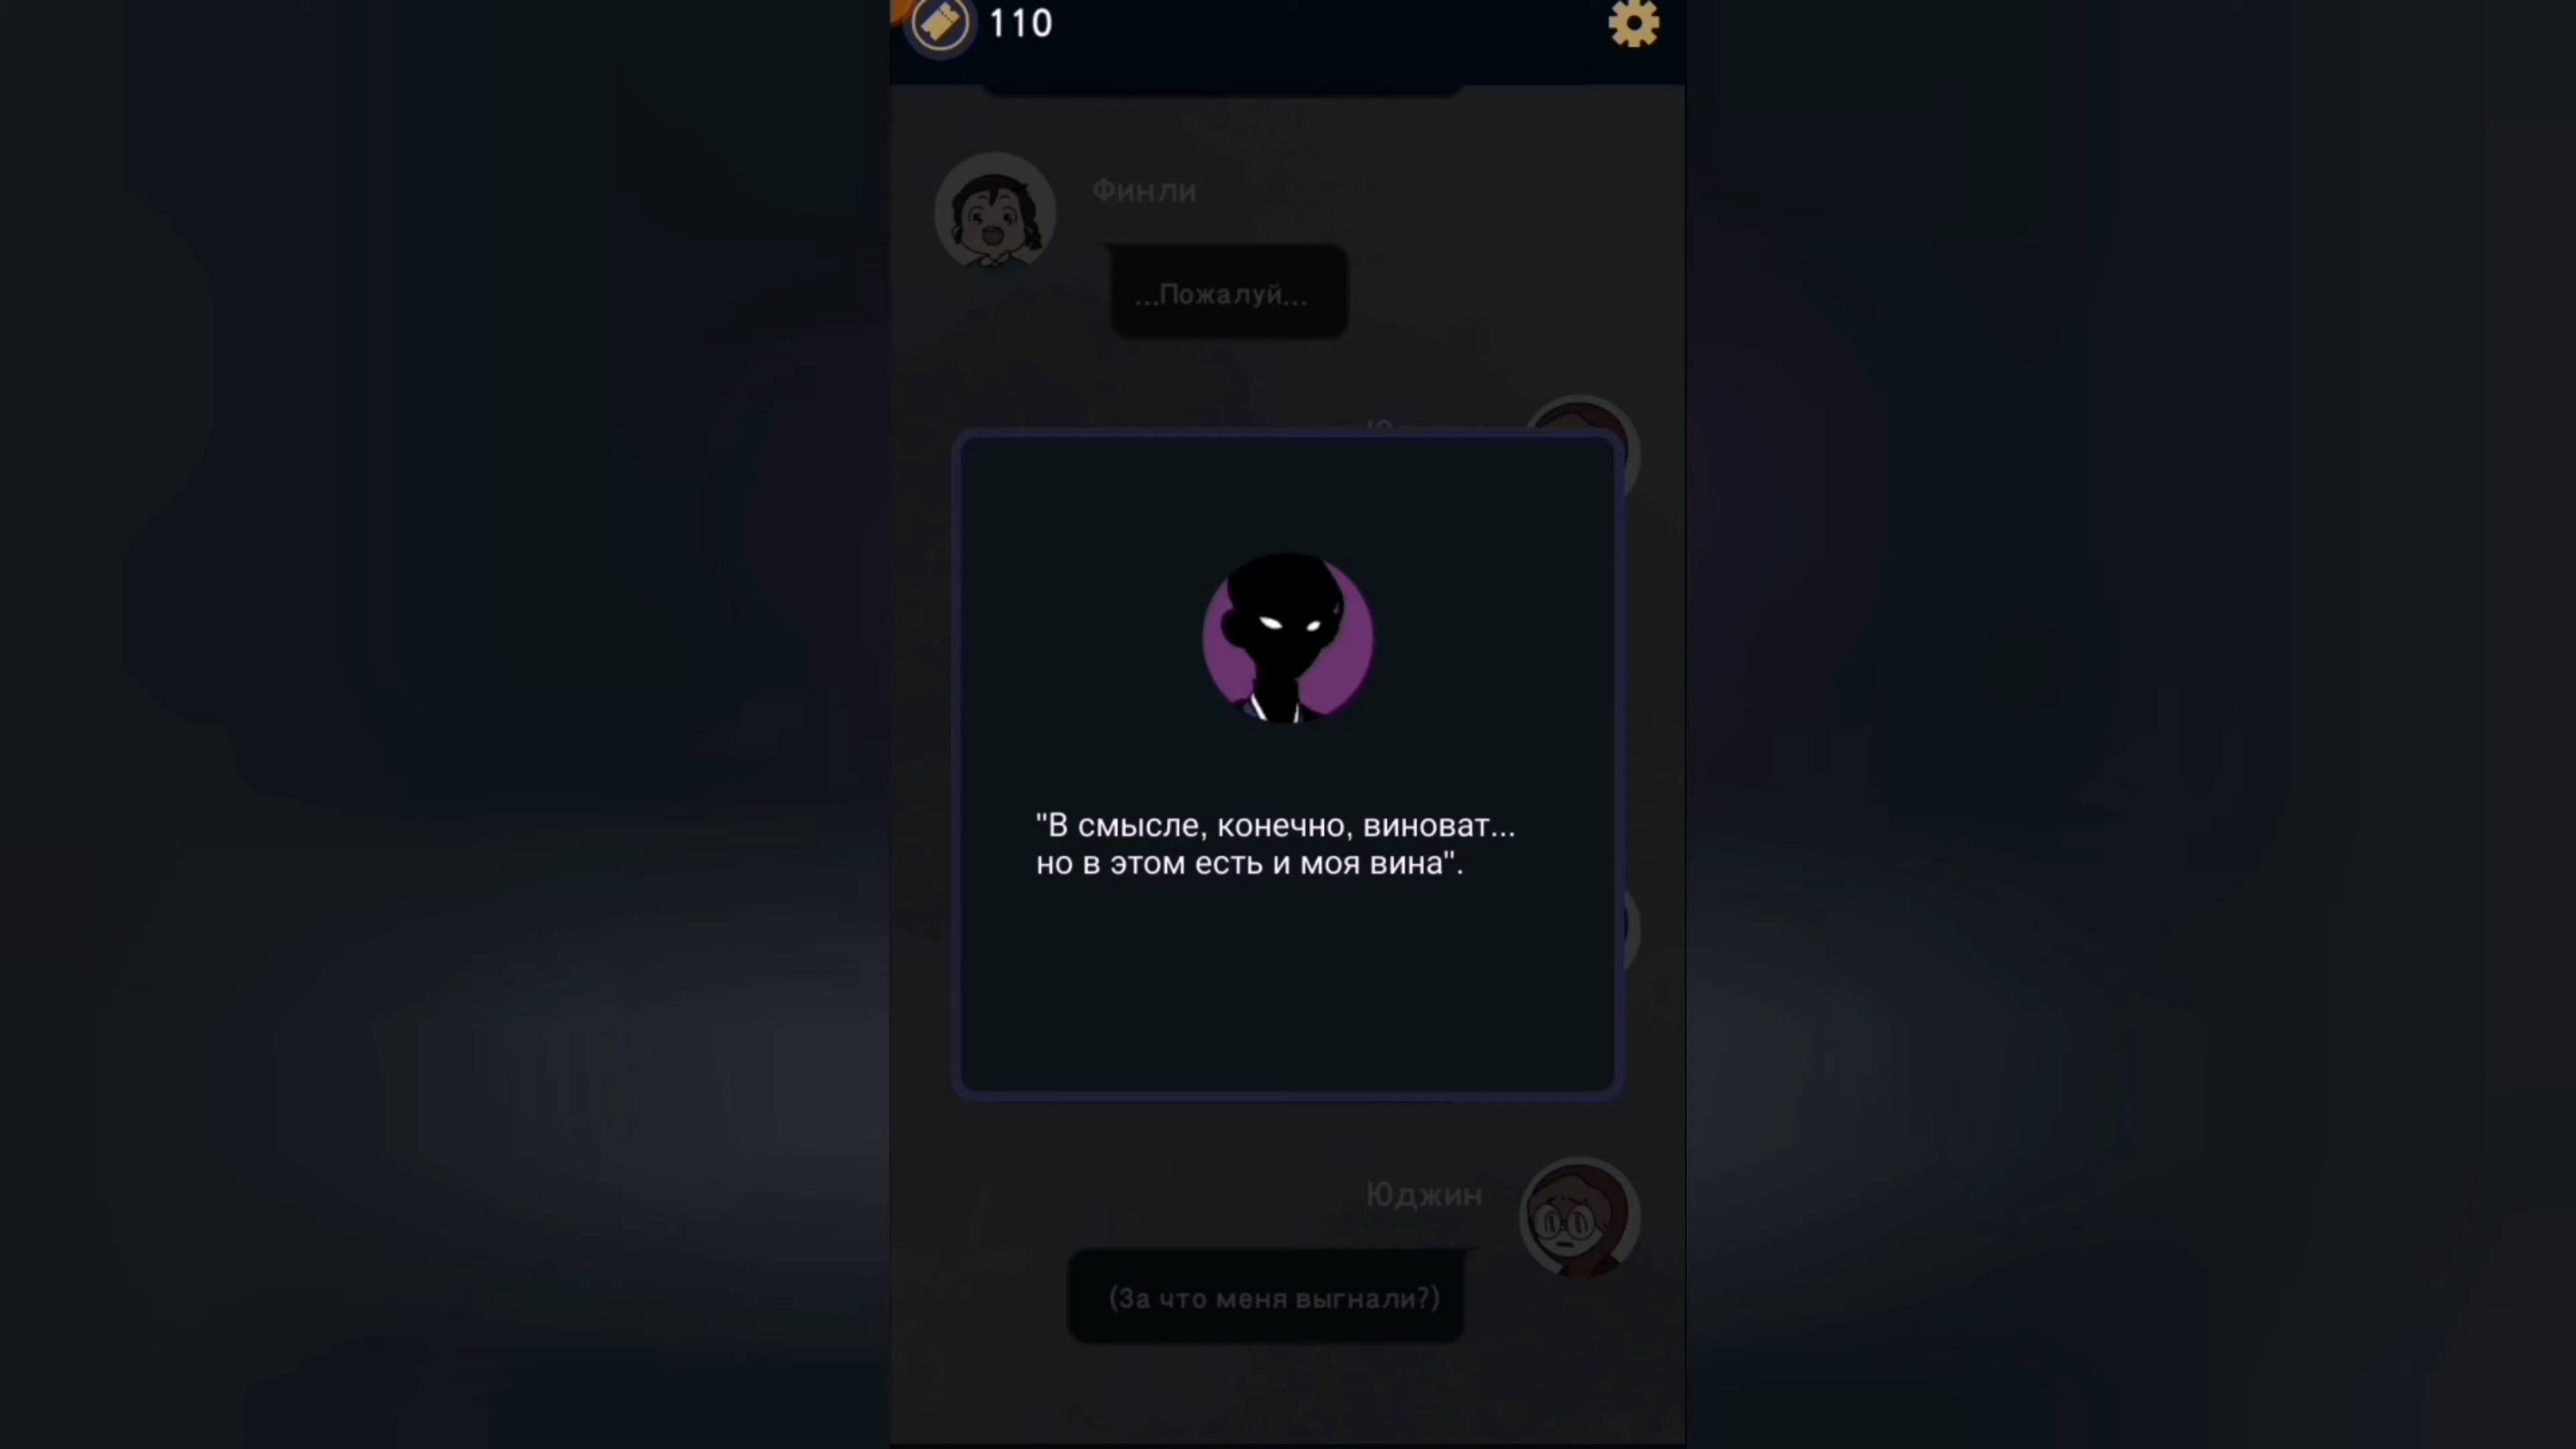 110
Финли
...Пожалуй...
"В смысле, конечно, виноват...
но в этом есть и моя вина".
Юджин
(За что меня выгнали?)